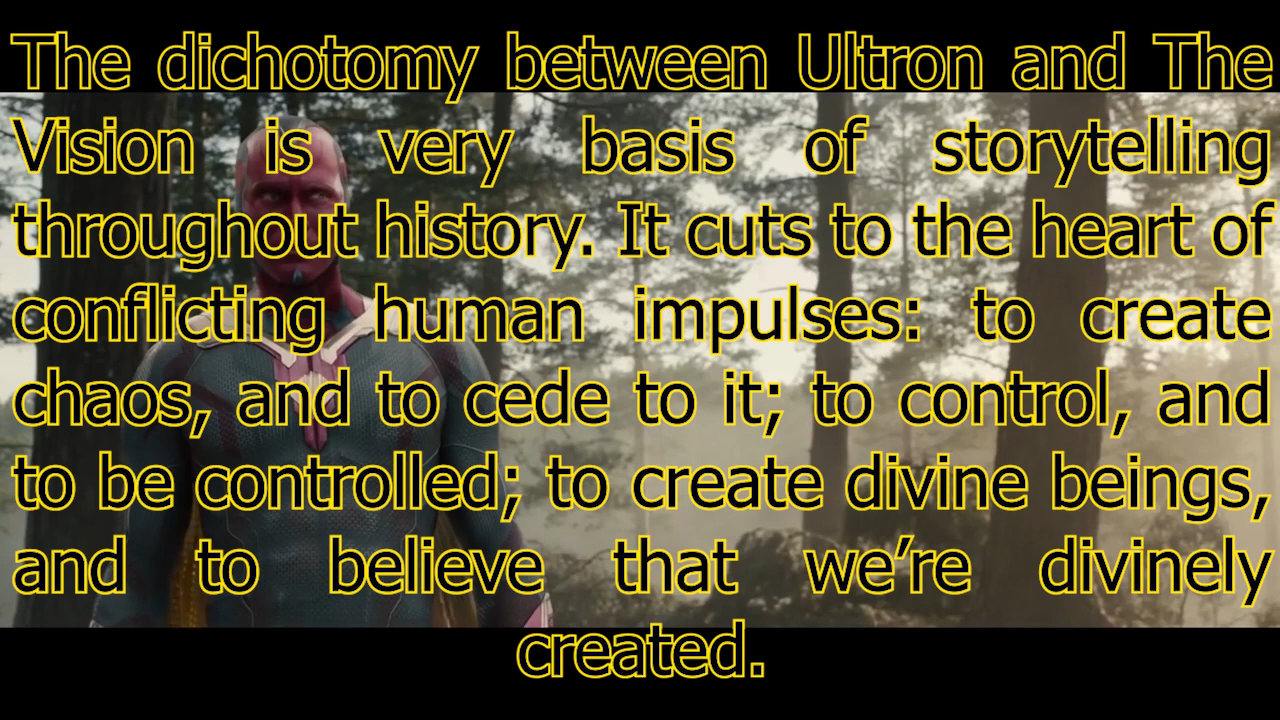 The dichotomy between Ultron and The
Vision is very basis of storytelling
throughout history. It cuts to the heart of
conflicting human impulses: to create
chaos, and to cede to it; to control, and
to be controlled; to create divine beings,
and to believe that we’re divinely
created.